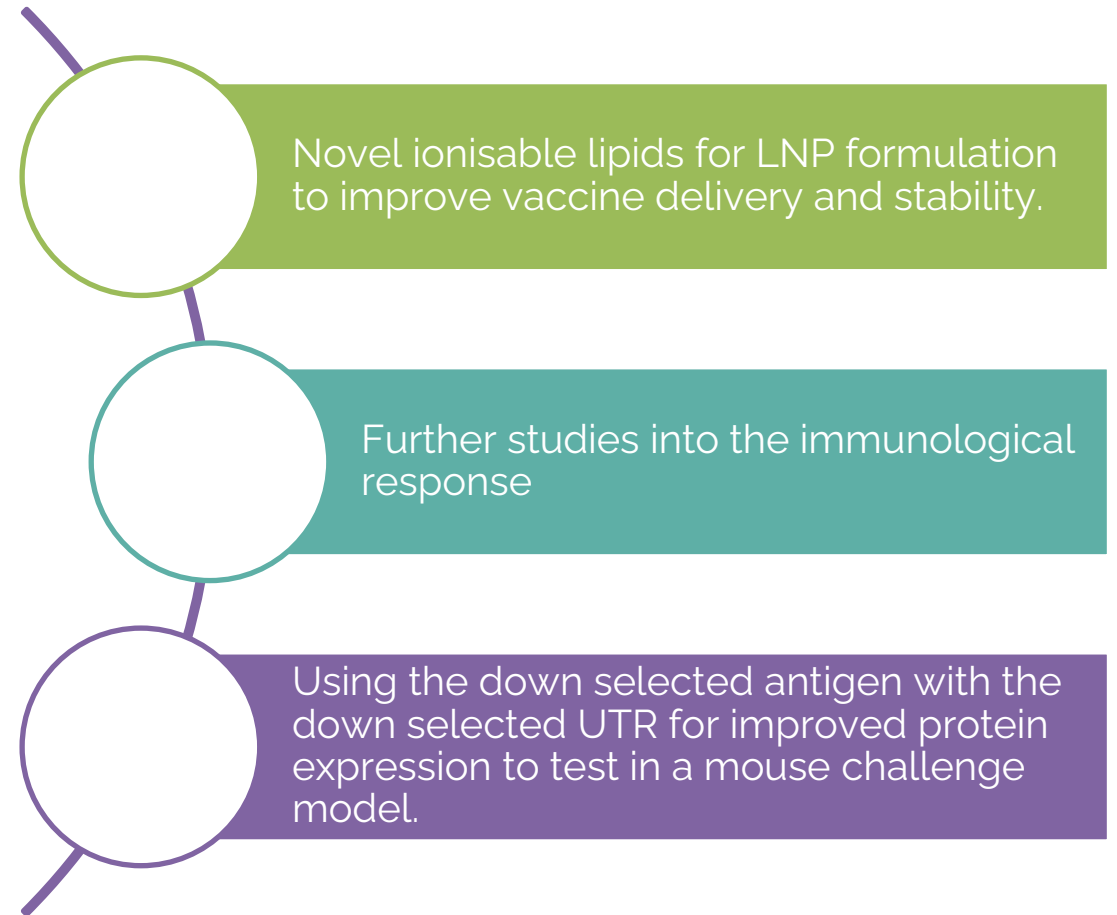 Novel ionisable lipids for LNP formulation
to improve vaccine delivery and stability.
Further studies into the immunological
response
Using the down selected antigen with the
down selected UTR for improved protein
expression to test in a mouse challenge
model.